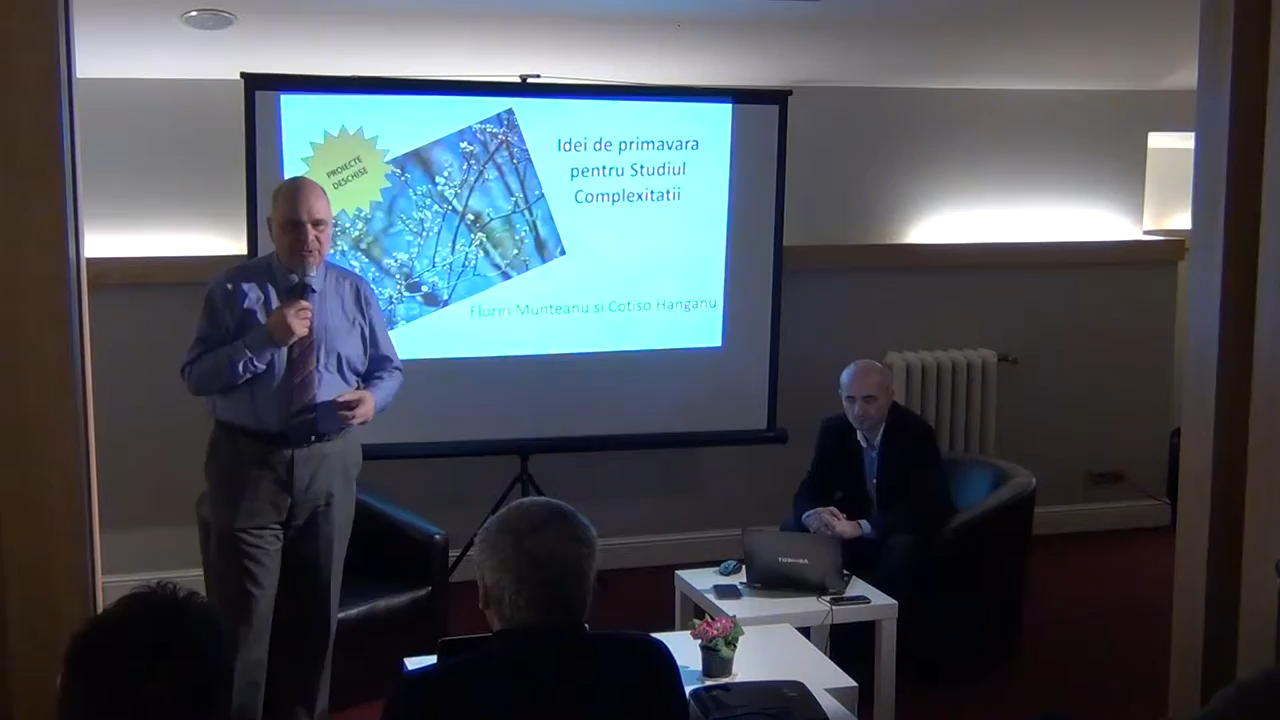 PROIECTE
DESCHISE
Idei de primavara
pentru Studiul
Complexitatii
Florin Munteanu si Cotiso Hanganu
TOSHIBA